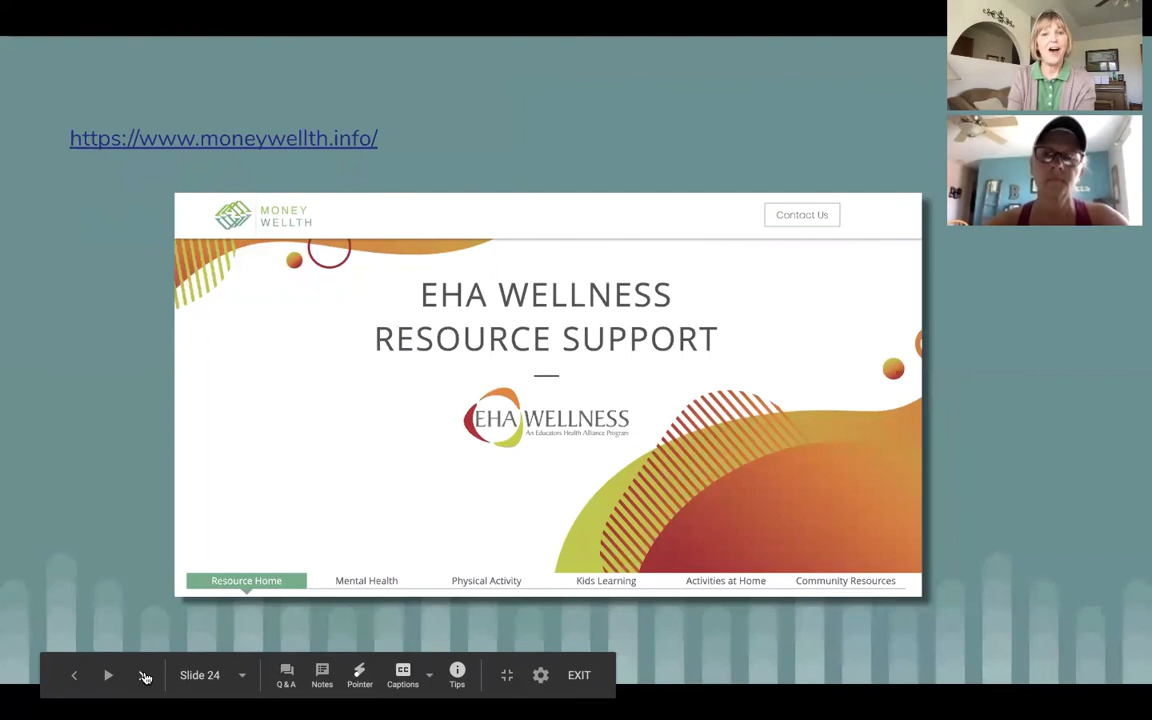 https://www.moneywellth.info/
MONEY
WELLTH
Contact Us
EHA WELLNESS
RESOURCE SUPPORT
EHA WELLNESS
An Educators Health Alliance Program
Resource Home Mental Health Physical Activity Kids Learning Activities at Home Community Resources
Slide 24 Q & A Notes Pointer CC Captions Tips EXIT
B